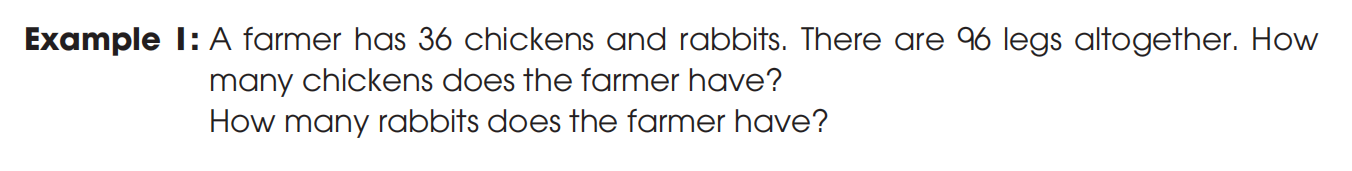 Example 1: A farmer has 36 chickens and rabbits. There are 96 legs altogether. How
many chickens does the farmer have?
How many rabbits does the farmer have?